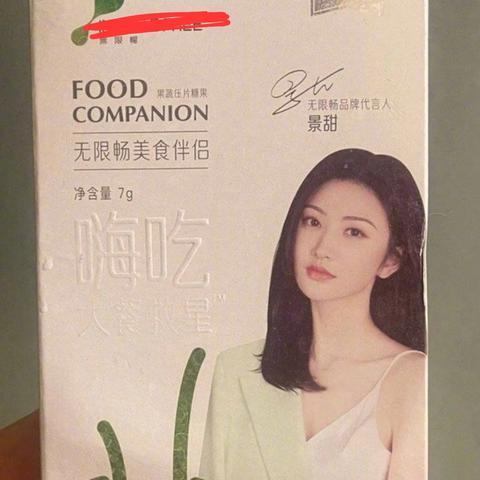 無限暢
FOOD
COMPANION
果蔬压片糖果
无限畅美食伴侣
净含量 7g
无限畅品牌代言人
景甜
嗨吃
大餐救星™